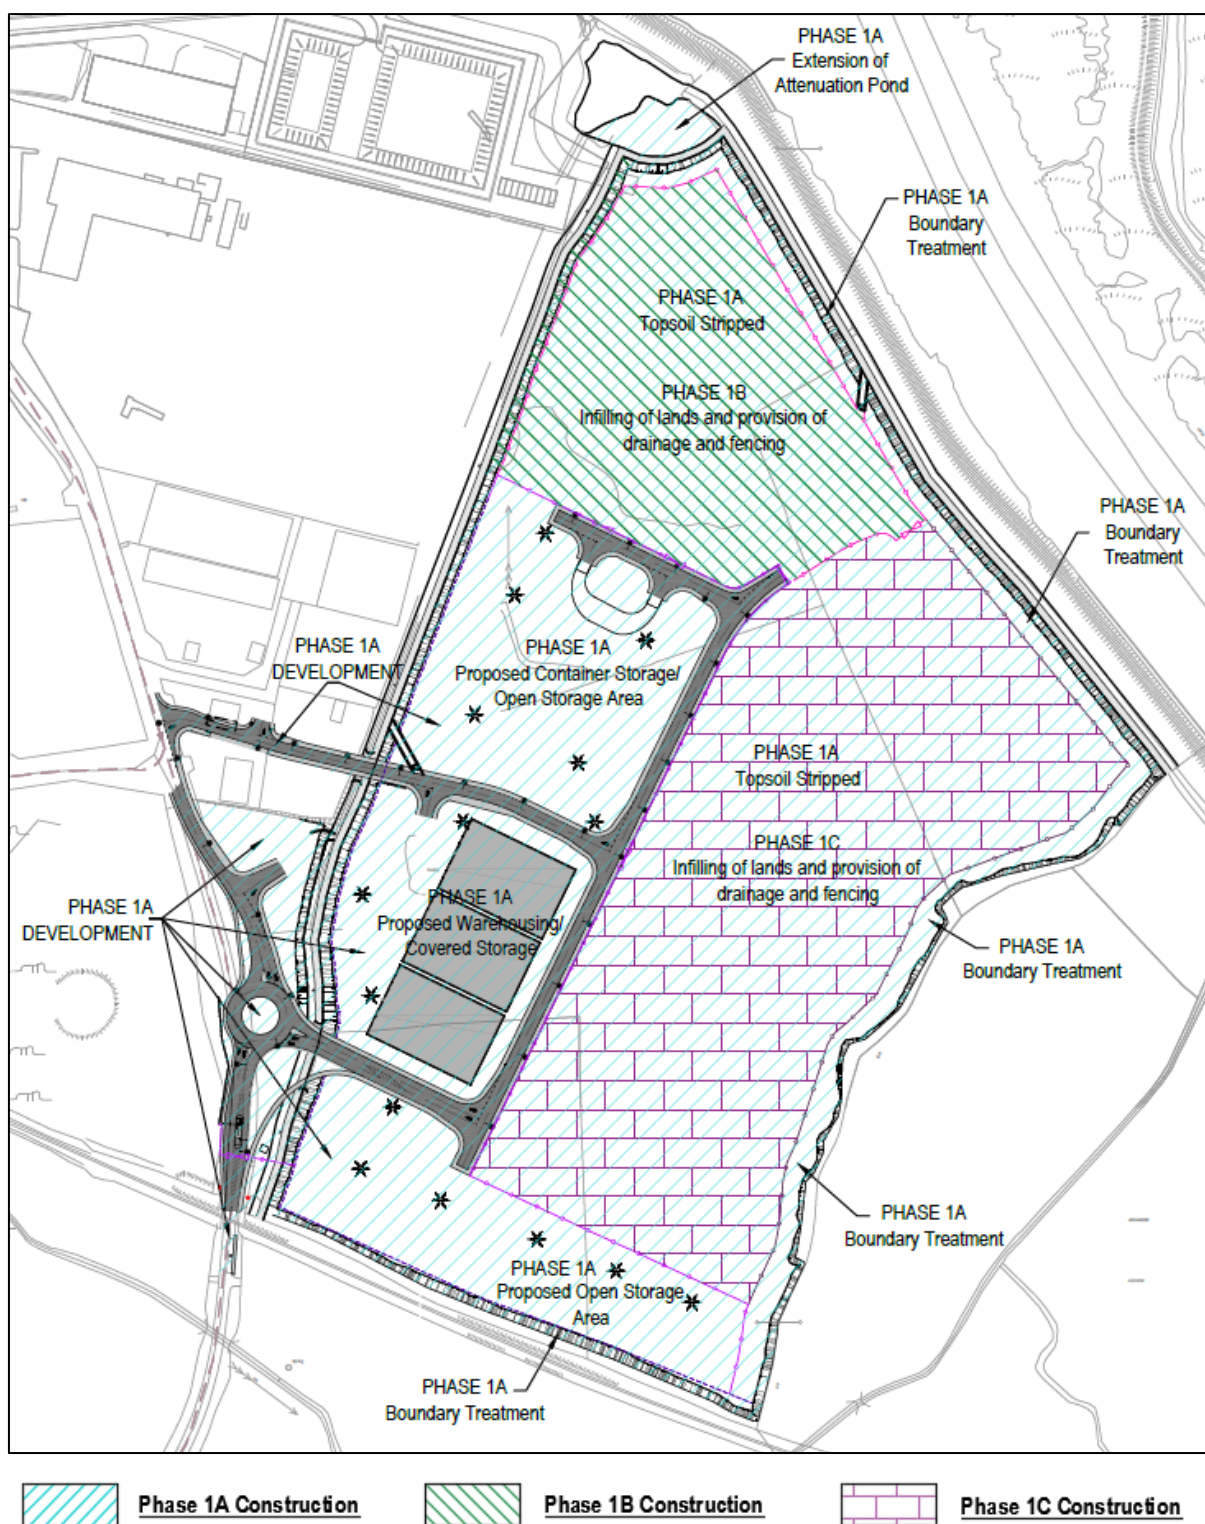 PHASE 1A
Extension of
Attenuation Pond
PHASE 1A
Boundary
Treatment
PHASE 1A
Topsoil Stripped
PHASE 1B
Infilling of lands and provision of
drainage and fencing
PHASE 1A
Boundary
Treatment
PHASE 1A
DEVELOPMENT
PHASE 1A
Proposed Container Storage/
Open Storage Area
PHASE 1A
Topsoil Stripped
PHASE 1C
Infilling of lands and provision of
drainage and fencing
PHASE 1A
DEVELOPMENT
PHASE 1A
Proposed Warehousing/
Covered Storage
PHASE 1A
Boundary Treatment
PHASE 1A
Boundary Treatment
PHASE 1A
Proposed Open Storage
Area
PHASE 1A
Boundary Treatment
Phase 1A Construction
Phase 1B Construction
Phase 1C Construction